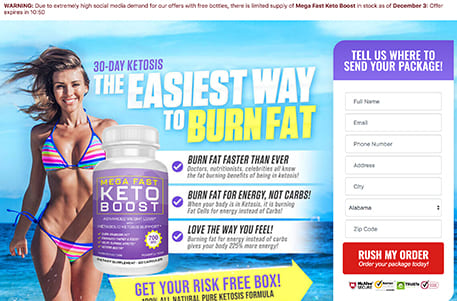 WARNING: Due to extremely high social media demand for our offers with free bottles, there is limited supply of Mega Fast Keto Boost in stock as of December 3: Offer
expires in 10:50
30-DAY KETOSIS
THE EASIEST WAY
TO BURN FAT
MEGA FAST
KETO
BOOST
ADVANCED WEIGHT LOSS
METABOLIC KETOSIS SUPPORT
BURN FAT FASTER THAN EVER
Doctors, nutritionists, celebrities all know
the fat burning benefits of being in ketosis!
BURN FAT FOR ENERGY, NOT CARBS!
When your body is in Ketosis, it is burning
Fat Cells for energy instead of Carbs!
LOVE THE WAY YOU FEEL!
Burning fat for energy instead of carbs
gives your body 225% more energy!
GET YOUR RISK FREE BOX!
100% ALL NATURAL PURE KETOSIS FORMULA
TELL US WHERE TO
SEND YOUR PACKAGE!
Full Name
Email
Phone Number
Address
City
Alabama
Zip Code
RUSH MY ORDER
Order your package today!
McAfee
SECURE
Norton
TRUSTe